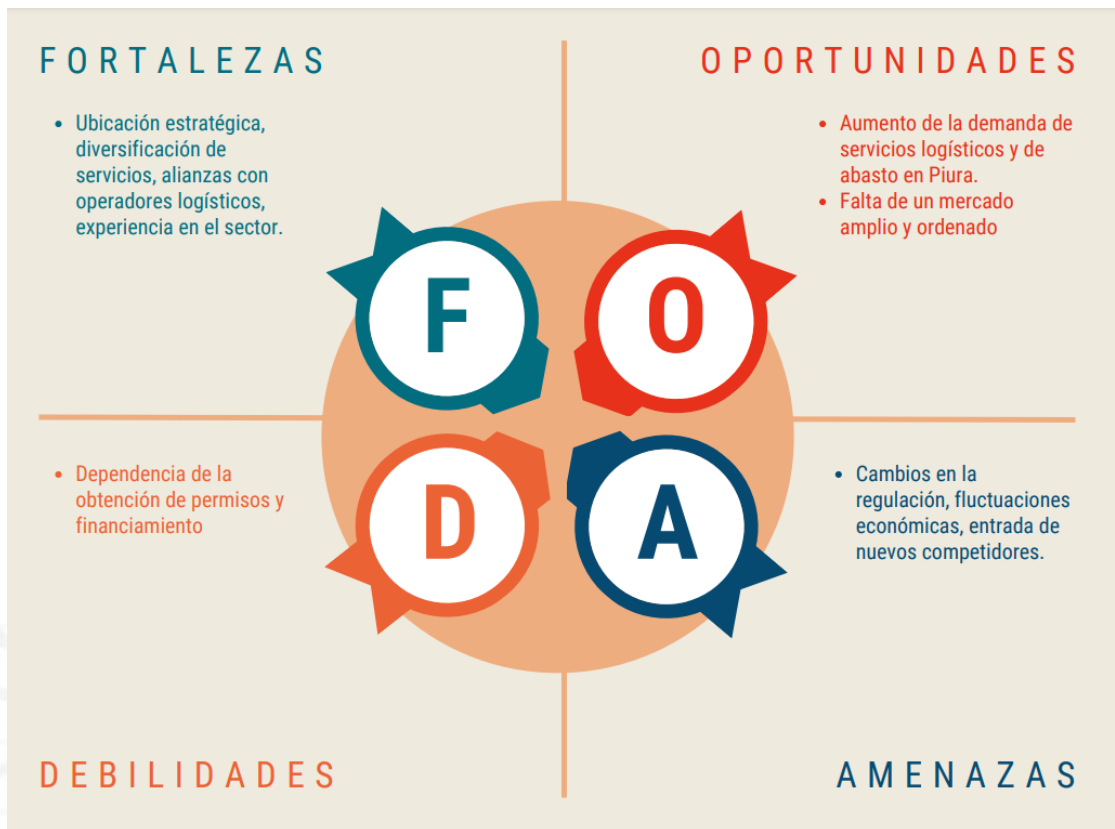 FORTALEZAS
• Ubicación estratégica,
diversificación de
servicios, alianzas con
operadores logísticos,
experiencia en el sector.
OPORTUNIDADES
• Aumento de la demanda de
servicios logísticos y de
abasto en Piura.
• Falta de un mercado
amplio y ordenado
F
O
D
A
• Dependencia de la
obtención de permisos y
financiamiento
DEBILIDADES
• Cambios en la
regulación, fluctuaciones
económicas, entrada de
nuevos competidores.
AMENAZAS